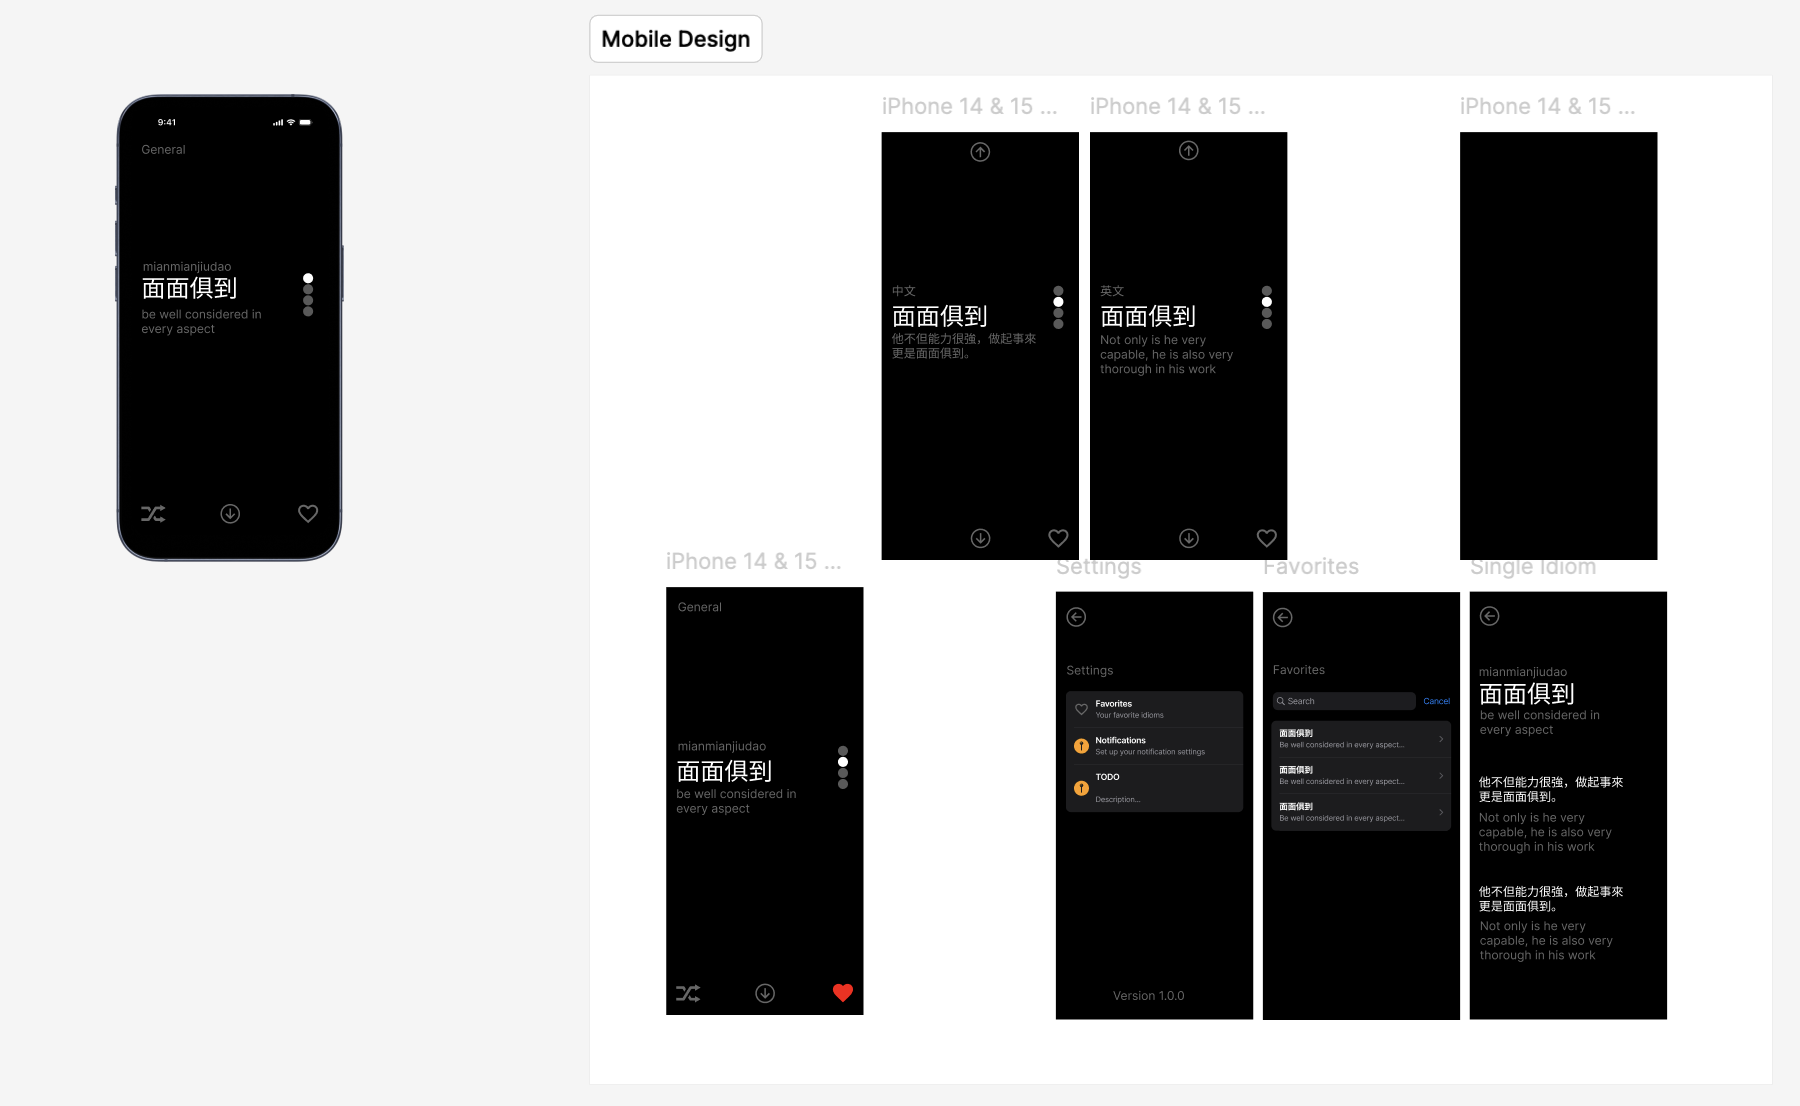 Mobile Design
9:41
General
mianmianjiudao
面面俱到
be well considered in
every aspect
iPhone 14 & 15 ...
中文
面面俱到
他不但能力很強，做起事來
更是面面俱到。
iPhone 14 & 15 ...
英文
面面俱到
Not only is he very
capable, he is also very
thorough in his work
iPhone 14 & 15 ...
iPhone 14 & 15 ...
General
mianmianjiudao
面面俱到
be well considered in
every aspect
Settings
Settings
Favorites
Your favorite idioms
Notifications
Set up your notification settings
TODO
Description...
Version 1.0.0
Favorites
Favorites
Search
Cancel
面面俱到
Be well considered in every aspect...
面面俱到
Be well considered in every aspect...
面面俱到
Be well considered in every aspect...
Single Idiom
mianmianjiudao
面面俱到
be well considered in
every aspect
他不但能力很強，做起事來
更是面面俱到。
Not only is he very
capable, he is also very
thorough in his work
他不但能力很強，做起事來
更是面面俱到。
Not only is he very
capable, he is also very
thorough in his work